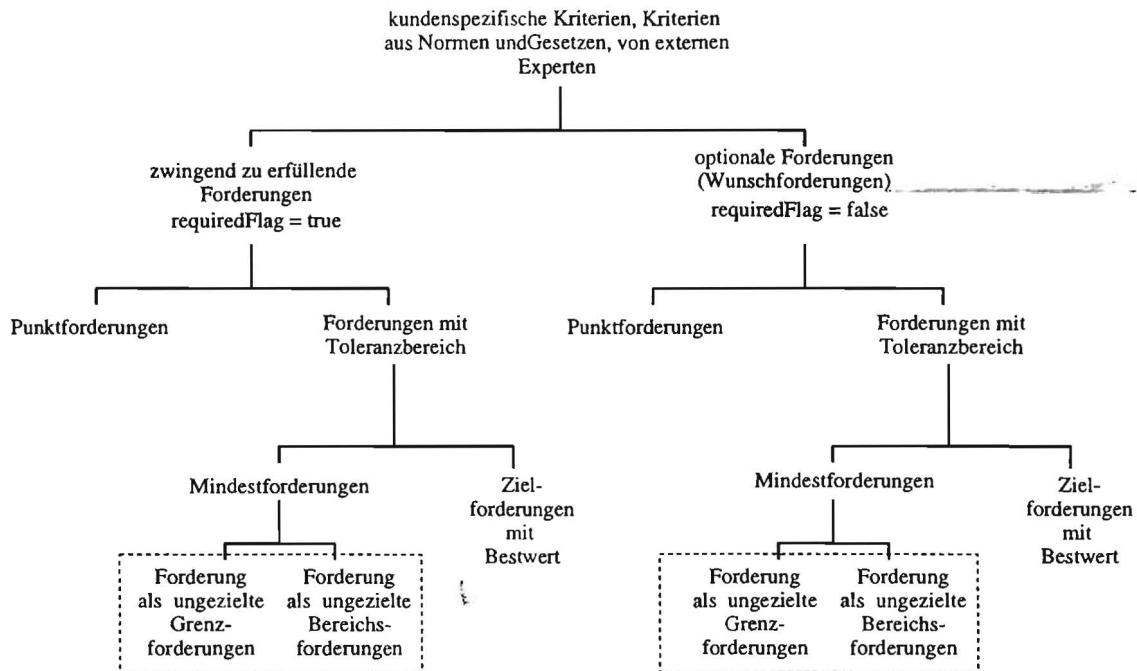 kundenspezifische Kriterien, Kriterien
aus Normen undGesetzen, von externen
Experten
zwingend zu erfüllende
Forderungen
requiredFlag = true
optionale Forderungen
(Wunschforderungen)
requiredFlag = false
Punktforderungen
Forderungen mit
Toleranzbereich
Punktforderungen
Forderungen mit
Toleranzbereich
Mindestforderungen
Ziel-
forderungen
mit
Bestwert
Mindestforderungen
Ziel-
forderungen
mit
Bestwert
Forderung
als ungezielte
Grenz-
forderungen
Forderung
als ungezielte
Bereichs-
forderungen
Forderung
als ungezielte
Grenz-
forderungen
Forderung
als ungezielte
Bereichs-
forderungen